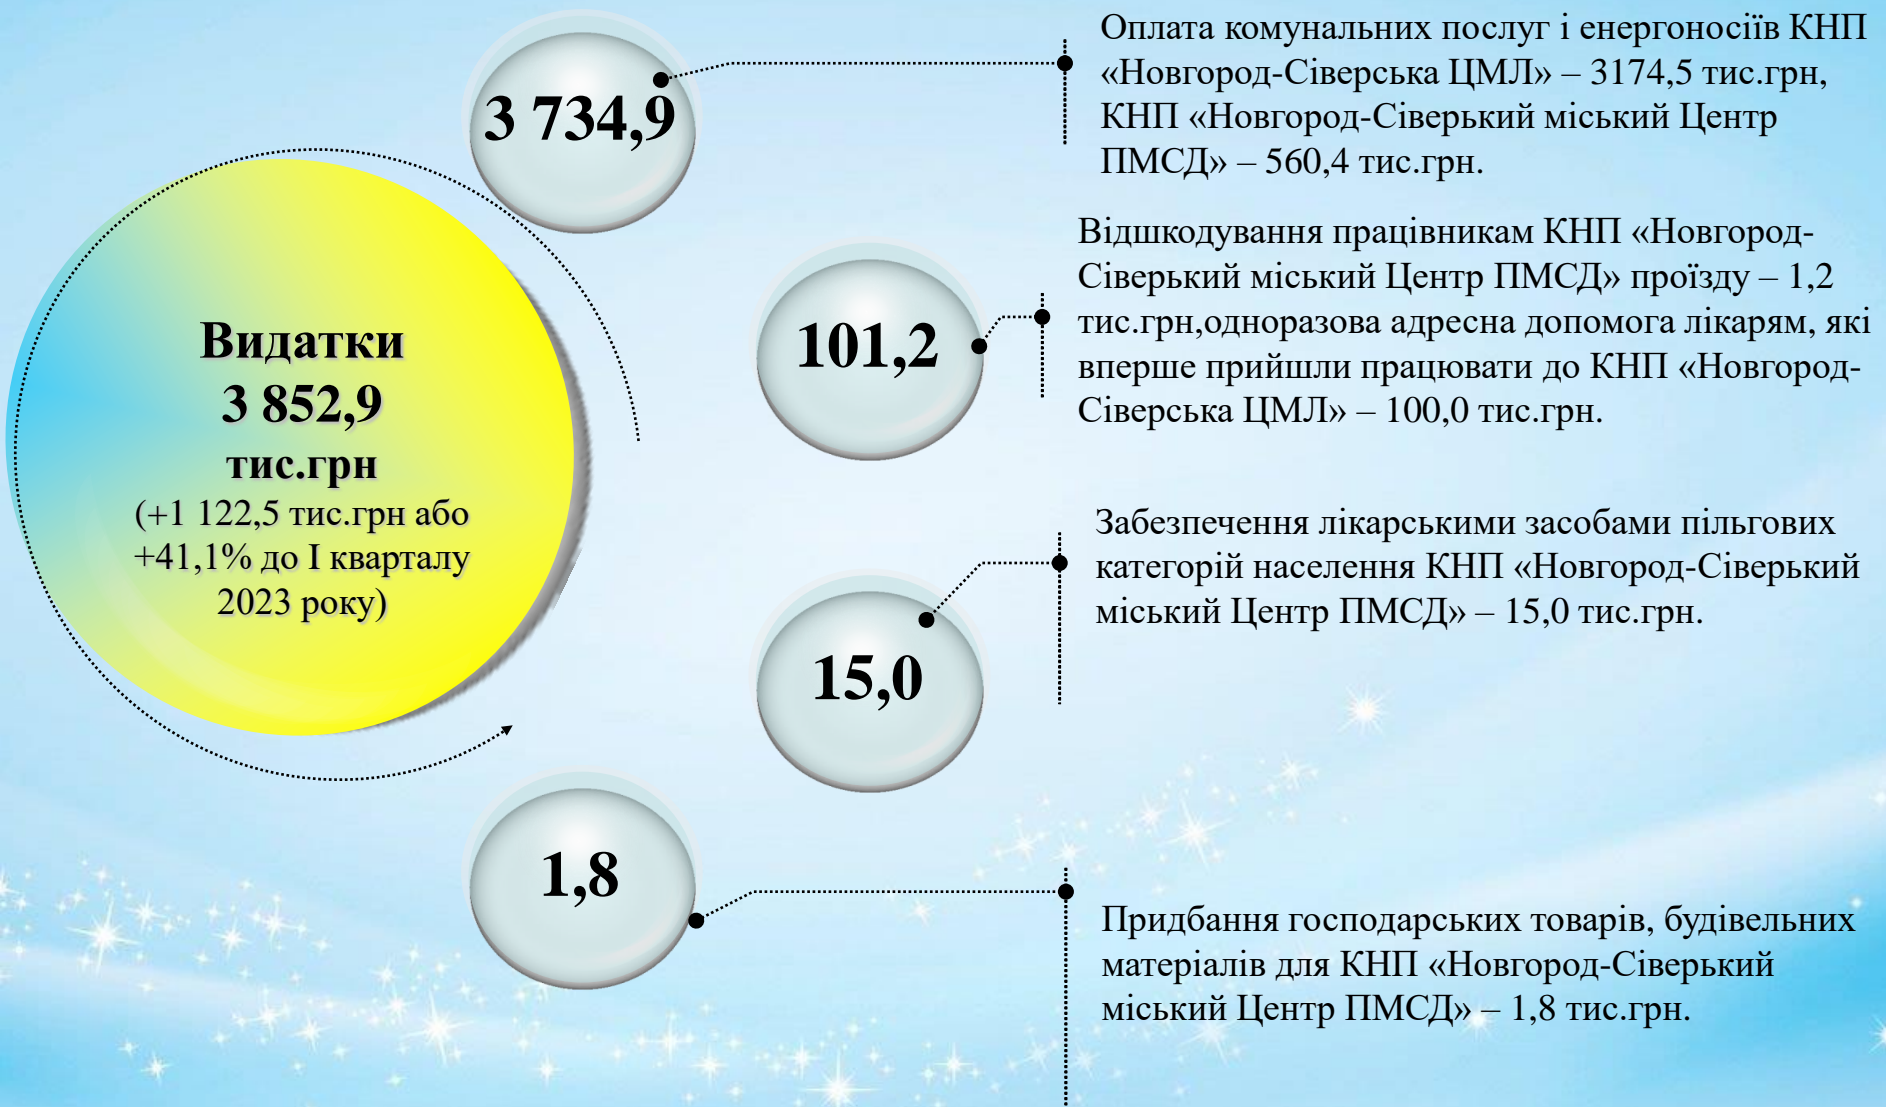 Видатки
3 852,9
тис.грн
(+1 122,5 тис.грн або
+41,1% до І кварталу
2023 року)
3 734,9
Оплата комунальних послуг і енергоносіїв КНП
«Новгород-Сіверська ЦМЛ» – 3174,5 тис.грн,
КНП «Новгород-Сіверький міський Центр
ПМСД» – 560,4 тис.грн.
101,2
Відшкодування працівникам КНП «Новгород-
Сіверький міський Центр ПМСД» проїзду – 1,2
тис.грн,одноразова адресна допомога лікарям, які
вперше прийшли працювати до КНП «Новгород-
Сіверська ЦМЛ» – 100,0 тис.грн.
15,0
Забезпечення лікарськими засобами пільгових
категорій населення КНП «Новгород-Сіверький
міський Центр ПМСД» – 15,0 тис.грн.
1,8
Придбання господарських товарів, будівельних
матеріалів для КНП «Новгород-Сіверький
міський Центр ПМСД» – 1,8 тис.грн.